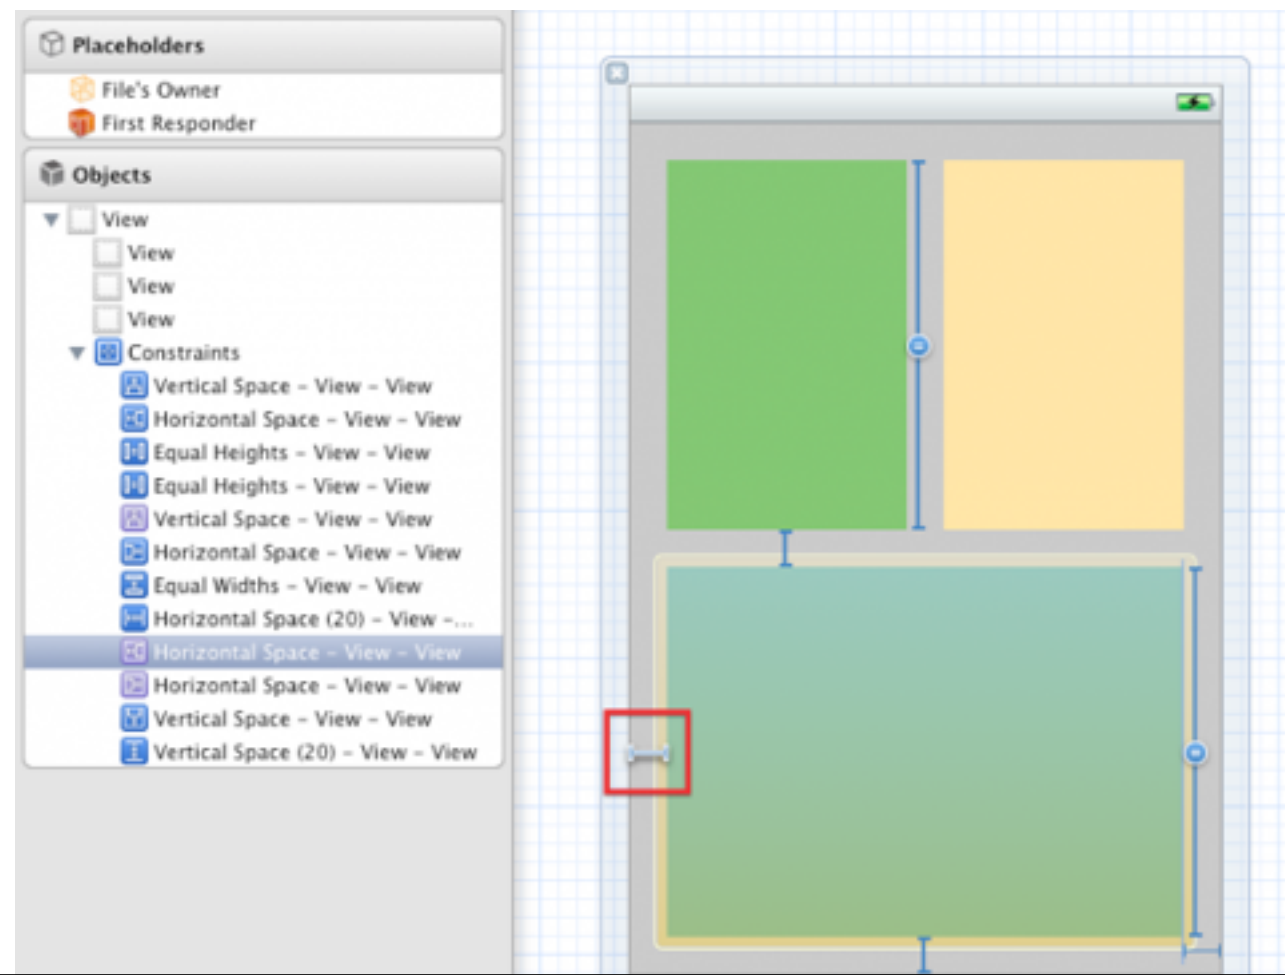 Placeholders
File's Owner
First Responder
Objects
View
View
View
View
Constraints
Vertical Space – View – View
Horizontal Space – View – View
Equal Heights – View – View
Equal Heights – View – View
Vertical Space – View – View
Horizontal Space – View – View
Equal Widths – View – View
Horizontal Space (20) – View –...
Horizontal Space – View – View
Horizontal Space – View – View
Vertical Space – View – View
Vertical Space (20) – View – View